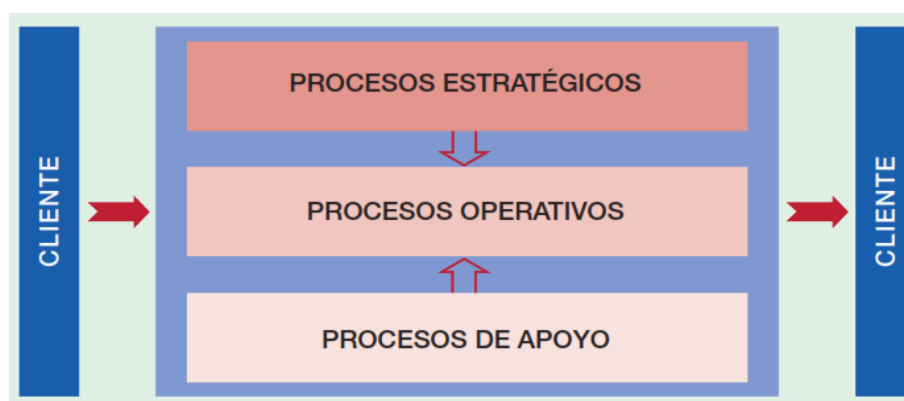 CLIENTE
PROCESOS ESTRATÉGICOS
PROCESOS OPERATIVOS
PROCESOS DE APOYO
CLIENTE